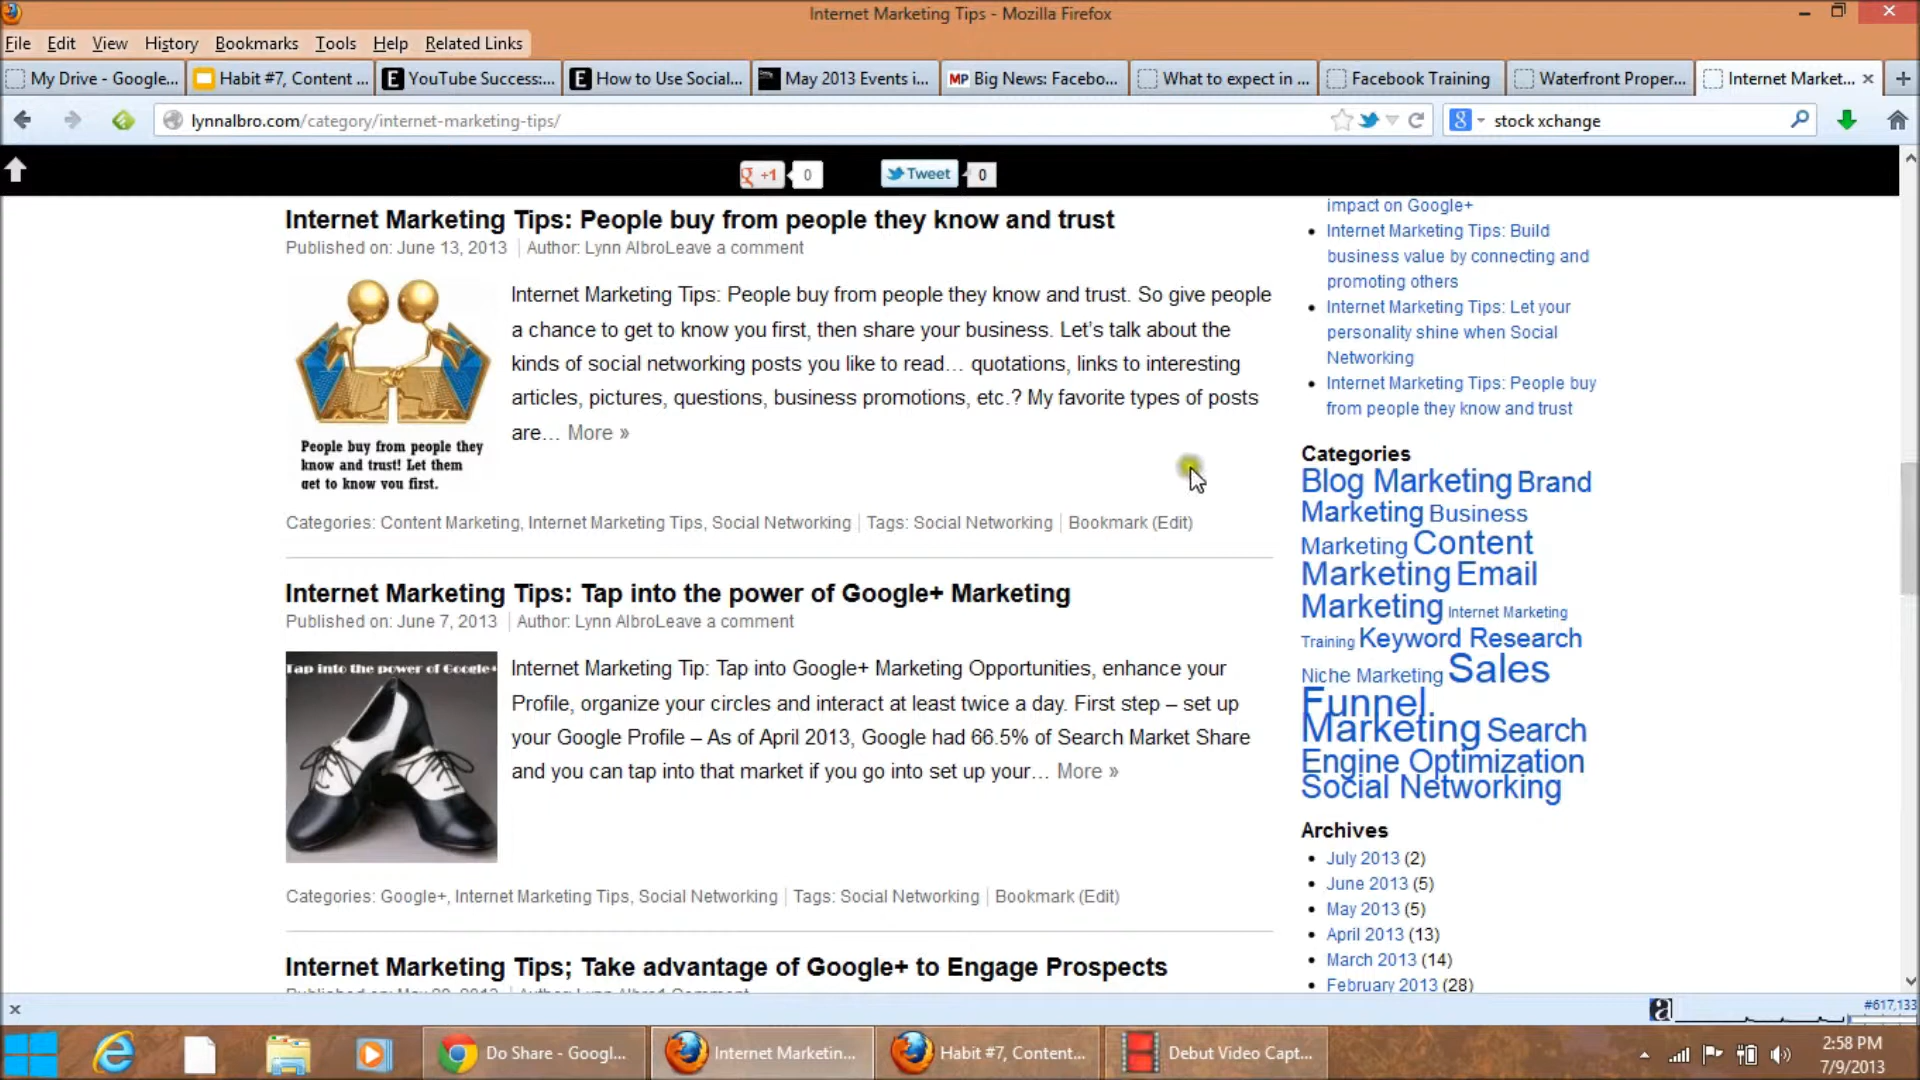 Internet Marketing Tips - Mozilla Firefox
File Edit View History Bookmarks Tools Help Related Links
My Drive - Google... Habit #7, Content ... YouTube Success:... How to Use Social... May 2013 Events i... MP Big News: Facebo... What to expect in ... Facebook Training Waterfront Proper... Internet Market...
lynnalbro.com/category/internet-marketing-tips/ stock xchange
+1 0 Tweet 0
Internet Marketing Tips: People buy from people they know and trust
Published on: June 13, 2013 Author: Lynn AlbroLeave a comment
Internet Marketing Tips: People buy from people they know and trust. So give people
a chance to get to know you first, then share your business. Let's talk about the
kinds of social networking posts you like to read… quotations, links to interesting
articles, pictures, questions, business promotions, etc.? My favorite types of posts
are… More »
People buy from people they
know and trust! Let them
get to know you first.
Categories: Content Marketing, Internet Marketing Tips, Social Networking Tags: Social Networking Bookmark (Edit)
Internet Marketing Tips: Tap into the power of Google+ Marketing
Published on: June 7, 2013 Author: Lynn AlbroLeave a comment
Tap into the power of Google+
Internet Marketing Tip: Tap into Google+ Marketing Opportunities, enhance your
Profile, organize your circles and interact at least twice a day. First step – set up
your Google Profile – As of April 2013, Google had 66.5% of Search Market Share
and you can tap into that market if you go into set up your… More »
Categories: Google+, Internet Marketing Tips, Social Networking Tags: Social Networking Bookmark (Edit)
Internet Marketing Tips; Take advantage of Google+ to Engage Prospects
impact on Google+
Internet Marketing Tips: Build
business value by connecting and
promoting others
Internet Marketing Tips: Let your
personality shine when Social
Networking
Internet Marketing Tips: People buy
from people they know and trust
Categories
Blog Marketing Brand
Marketing Business
Marketing Content
Marketing Email
Marketing Internet Marketing
Training Keyword Research
Niche Marketing Sales
Funnel.
Marketing Search
Engine Optimization
Social Networking
Archives
July 2013 (2)
June 2013 (5)
May 2013 (5)
April 2013 (13)
March 2013 (14)
February 2013 (28)
#617,133
Do Share - Googl... Internet Marketin... Habit #7, Content... Debut Video Capt...
2:58 PM
7/9/2013